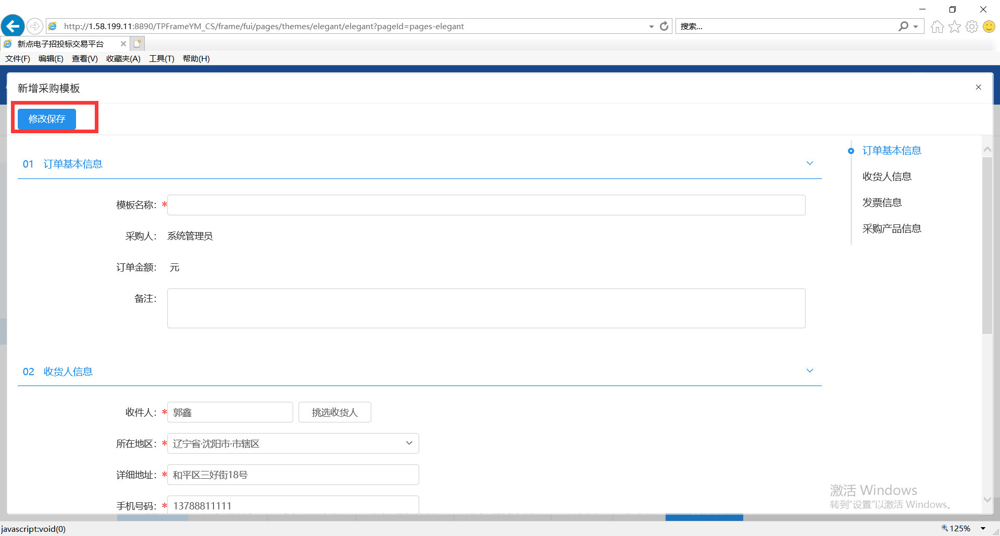 http://1.58.199.11:8890/TPFrameYM_CS/frame/fui/pages/themes/elegant/elegant?pageId=pages-elegant
搜索...
新点电子招投标交易平台
文件(F) 编辑(E) 查看(V) 收藏夹(A) 工具(T) 帮助(H)
新增采购模板
修改保存
01 订单基本信息
模板名称：*
采购人： 系统管理员
订单金额： 元
备注：
02 收货人信息
收件人：* 郭鑫 挑选收货人
所在地区：* 辽宁省·沈阳市·市辖区
详细地址：* 和平区三好街18号
手机号码：* 13788811111
订单基本信息
收货人信息
发票信息
采购产品信息
激活 Windows
转到“设置”以激活 Windows。
javascript:void(0)
125%